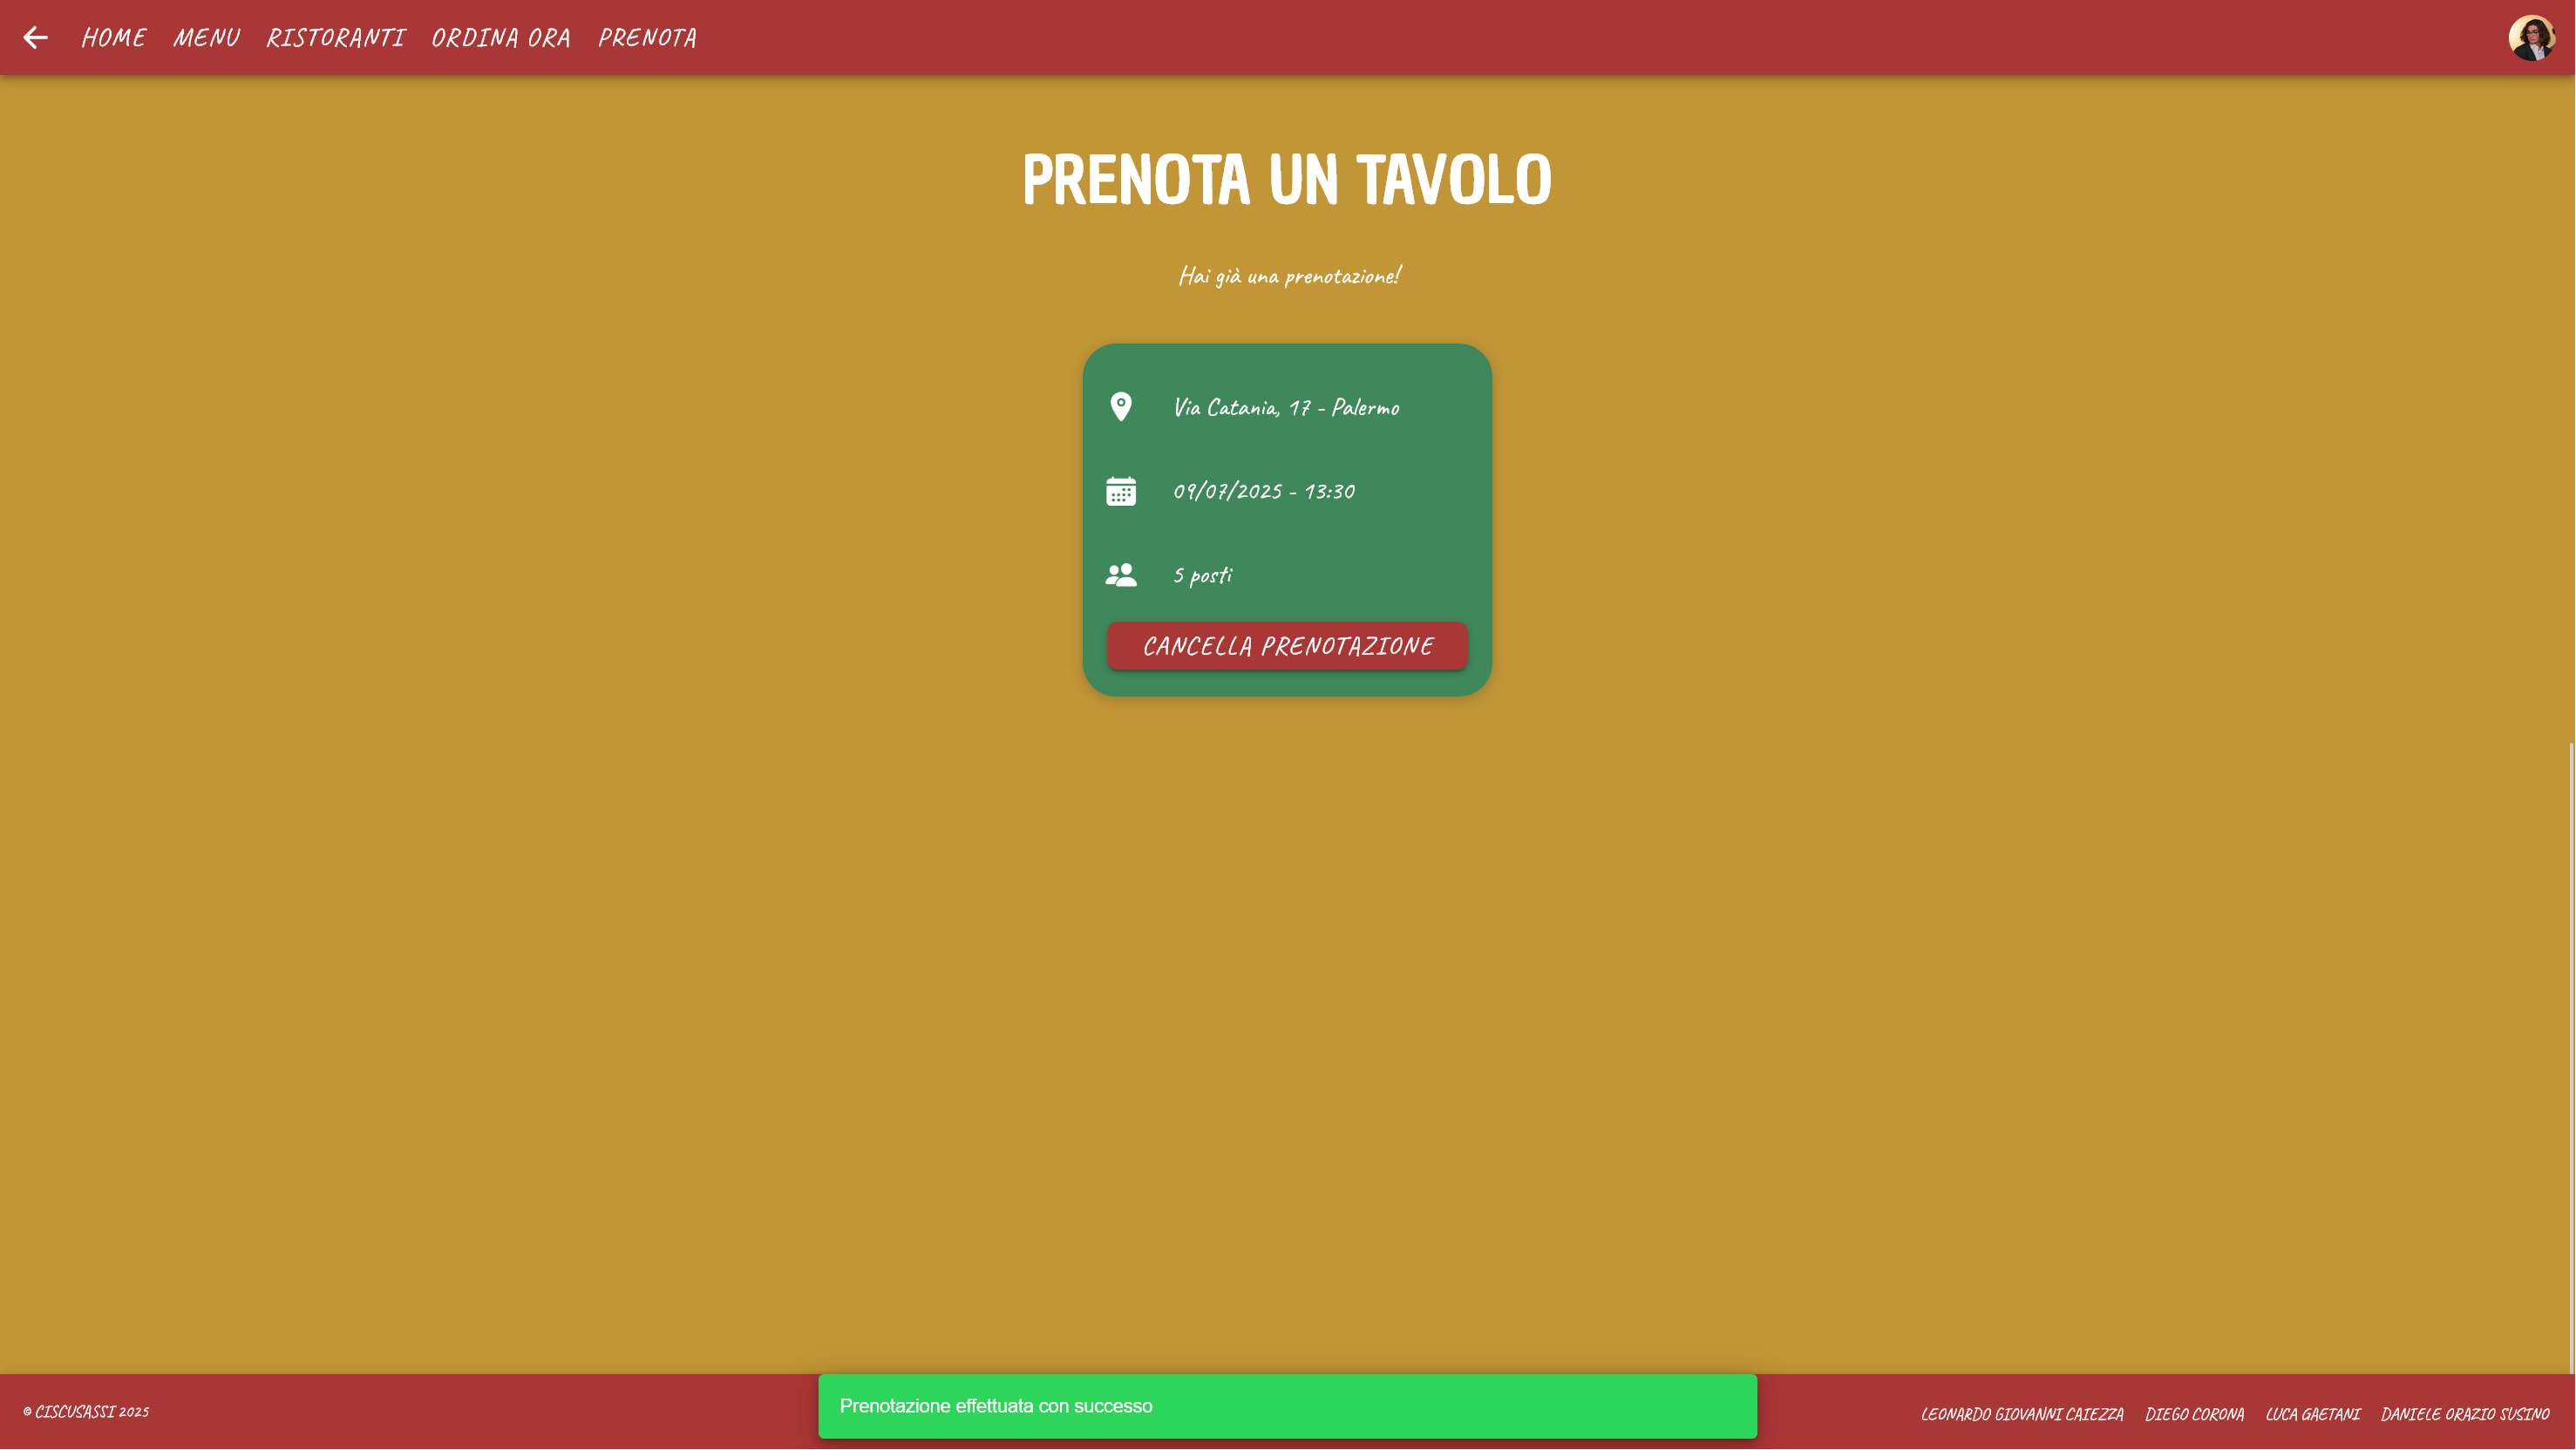 HOME MENU RISTORANTI ORDINA ORA PRENOTA
PRENOTA UN TAVOLO
Hai già una prenotazione!
Via Catania, 17 - Palermo
09/07/2025 - 13:30
5 posti
CANCELLA PRENOTAZIONE
Prenotazione effettuata con successo
© CISCUSASSI 2025
LEONARDO GIOVANNI CAIEZZA DIEGO CORONA LUCA GAETANI DANIELE ORAZIO SUSINO